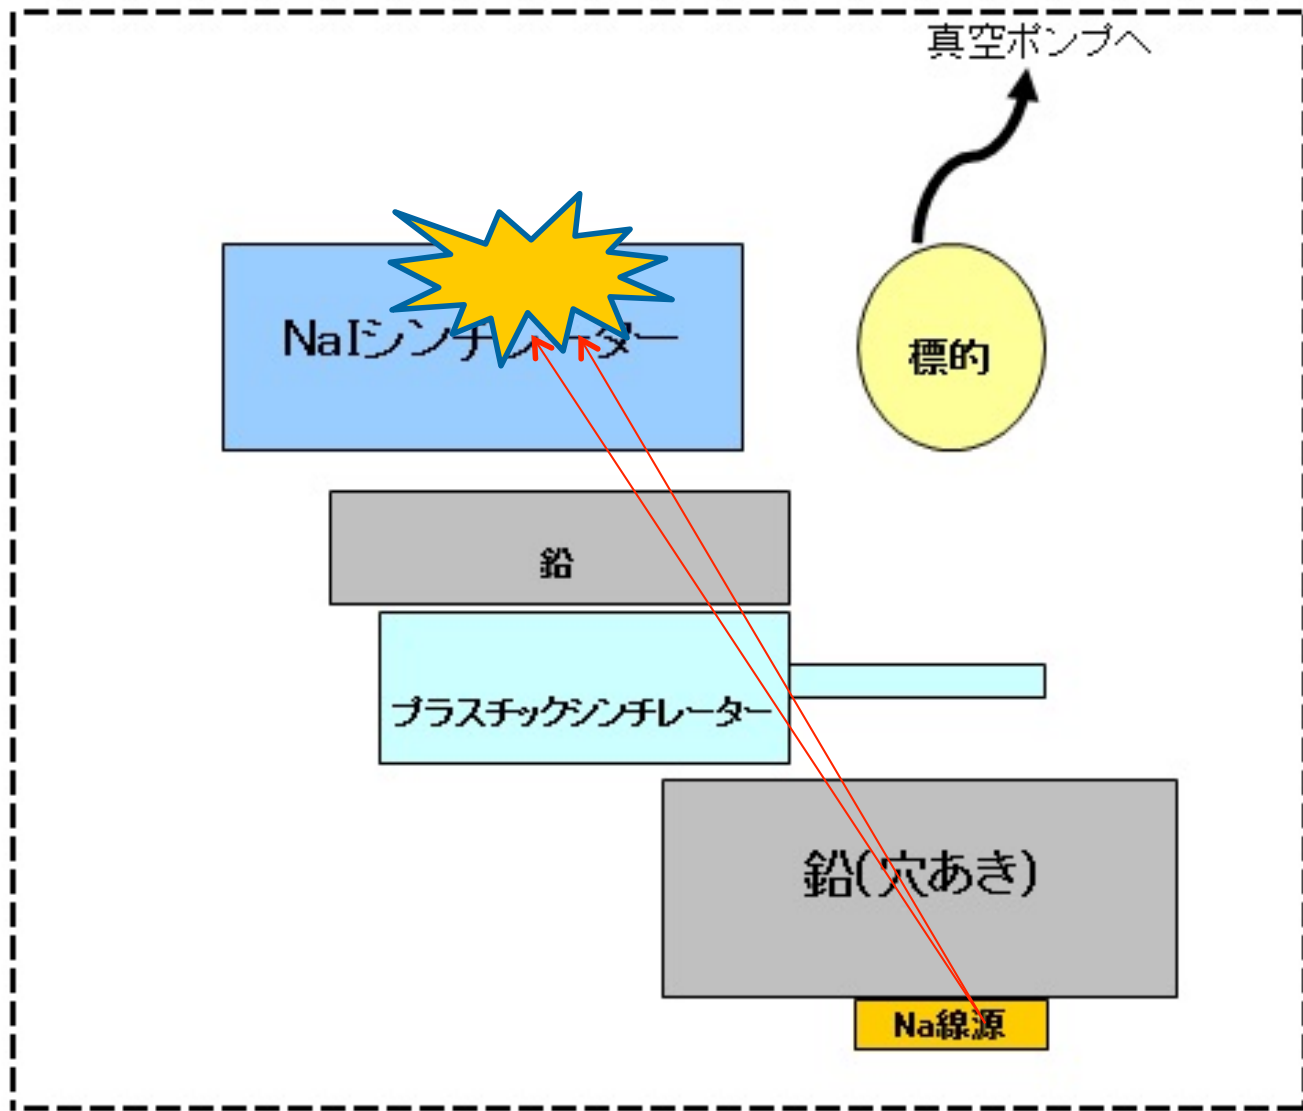 真空ポンプへ
NaIシンチレーター
標的
鉛
プラスチックシンチレーター
鉛(穴あき)
Na線源